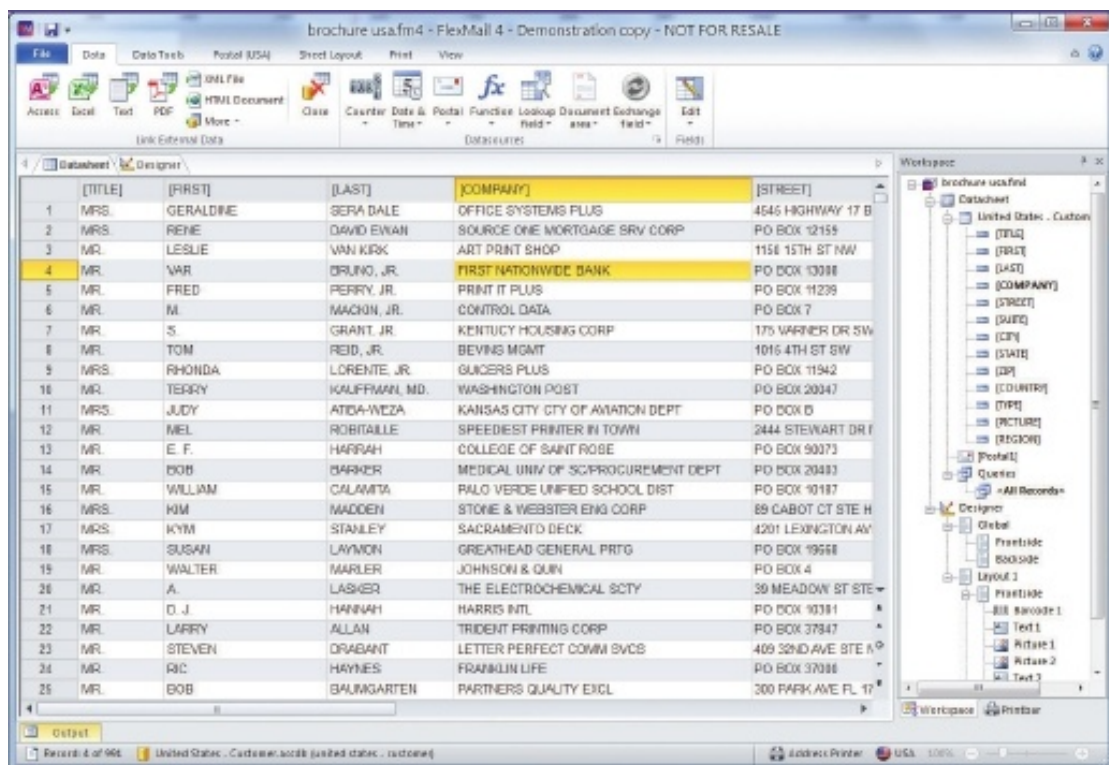 brochure usa.fm4 - FlexMail 4 - Demonstration copy - NOT FOR RESALE
File Data Data Tools Postal (USA) Street Layout Print View
Access Excel Text PDF
XML File
HTML Document
More
Close
Counter Date & Time Postal Function Lookup field Document area Exchange field
Edit
Link External Data Datasources Fields
Datasheet Designer
[TITLE] [FIRST] [LAST] [COMPANY] [STREET]
1 MRS. GERALDINE SERA DALE OFFICE SYSTEMS PLUS 4646 HIGHWAY 17 B
2 MRS. RENE DAVID EWAN SOURCE ONE MORTGAGE SRV CORP PO BOX 12159
3 MR. LESLIE VAN KIRK ART PRINT SHOP 1156 15TH ST NW
4 MR. VAR BRUNO, JR. FIRST NATIONWIDE BANK PO BOX 13088
5 MR. FRED PERRY, JR. PRINT IT PLUS PO BOX 11239
6 MR. M. MACKIN, JR. CONTROL DATA PO BOX 7
7 MR. S. GRANT, JR. KENTUCY HOUSING CORP 175 VARNER DR SW
8 MR. TOM REID, JR. BEVINS MGMT 1016 4TH ST SW
9 MRS. RHONDA LORENTE, JR. GUICERS PLUS PO BOX 11942
10 MR. TERRY KAUFFMAN, MD. WASHINGTON POST PO BOX 20047
11 MRS. JUDY ATIBA-WEZA KANSAS CITY CTY OF AVIATION DEPT PO BOX B
12 MR. MEL ROBITAILLE SPEEDIEST PRINTER IN TOWN 2444 STEWART DR
13 MR. E. F. HARRAH COLLEGE OF SAINT ROSE PO BOX 90073
14 MR. BOB BARKER MEDICAL UNIV OF SC/PROCUREMENT DEPT PO BOX 20403
15 MR. WILLIAM CALAMITA PALO VERDE UNIFIED SCHOOL DIST PO BOX 10187
16 MRS. KIM MADDEN STONE & WEBSTER ENG CORP 89 CABOT CT STE H
17 MRS. KYM STANLEY SACRAMENTO DECK 4201 LEXINGTON AV
18 MRS. SUSAN LAYMON GREATHEAD GENERAL PRTG PO BOX 19568
19 MR. WALTER MARLER JOHNSON & QUIN PO BOX 4
20 MR. A. LASKER THE ELECTROCHEMICAL SCTY 39 MEADOW ST STE
21 MR. D. J. HANNAH HARRIS INTL PO BOX 10381
22 MR. LARRY ALLAN TRIDENT PRINTING CORP PO BOX 37847
23 MR. STEVEN DRABANT LETTER PERFECT COMM SVCS 409 32ND AVE STE
24 MR. RIC HAYNES FRANKLIN LIFE PO BOX 37088
25 MR. BOB BAUMGARTEN PARTNERS QUALITY EXCL 300 PARK AVE FL 17
Workspace
brochure usa.fm4
Datasheet
United States . Custom
[TITLE]
[FIRST]
[LAST]
[COMPANY]
[STREET]
[SUITE]
[CITY]
[STATE]
[ZIP]
[COUNTRY]
[TYPE]
[PICTURE]
[REGION]
[Postal1]
Queries
<All Records>
Designer
Global
Frontside
Backside
Layout 1
Frontside
Barcode 1
Text 1
Picture 1
Picture 2
Text 2
Workspace Printbar
Output
Record: 4 of 994 United States . Customer.accdb (united states . customer) Address Printer USA 100%